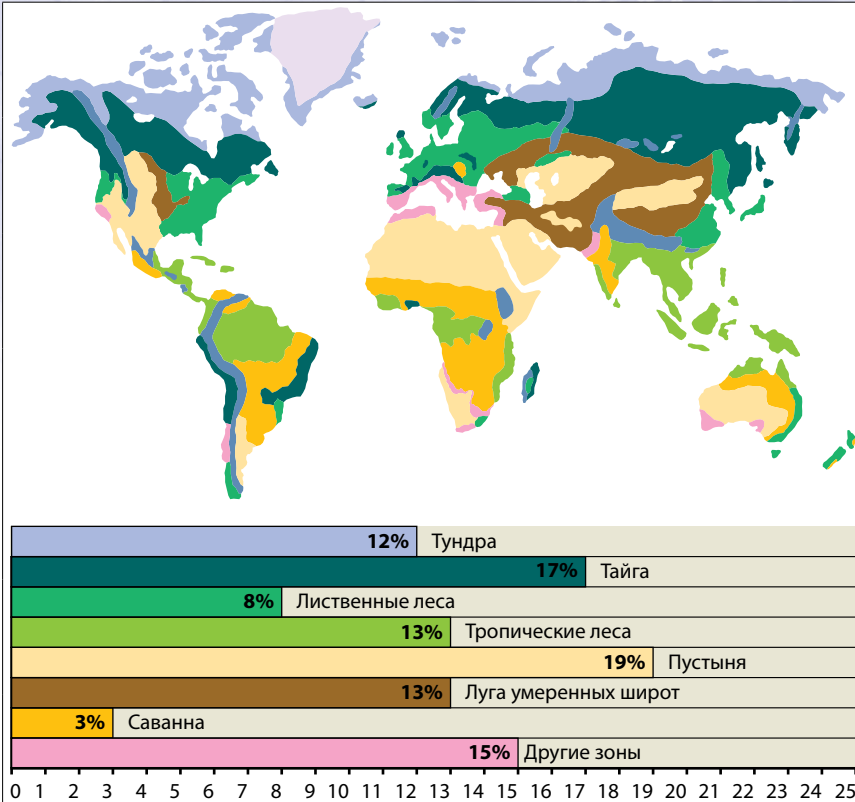 12% Тундра
17% Тайга
8% Лиственные леса
13% Тропические леса
19% Пустыня
13% Луга умеренных широт
3% Саванна
15% Другие зоны
0 1 2 3 4 5 6 7 8 9 10 11 12 13 14 15 16 17 18 19 20 21 22 23 24 25